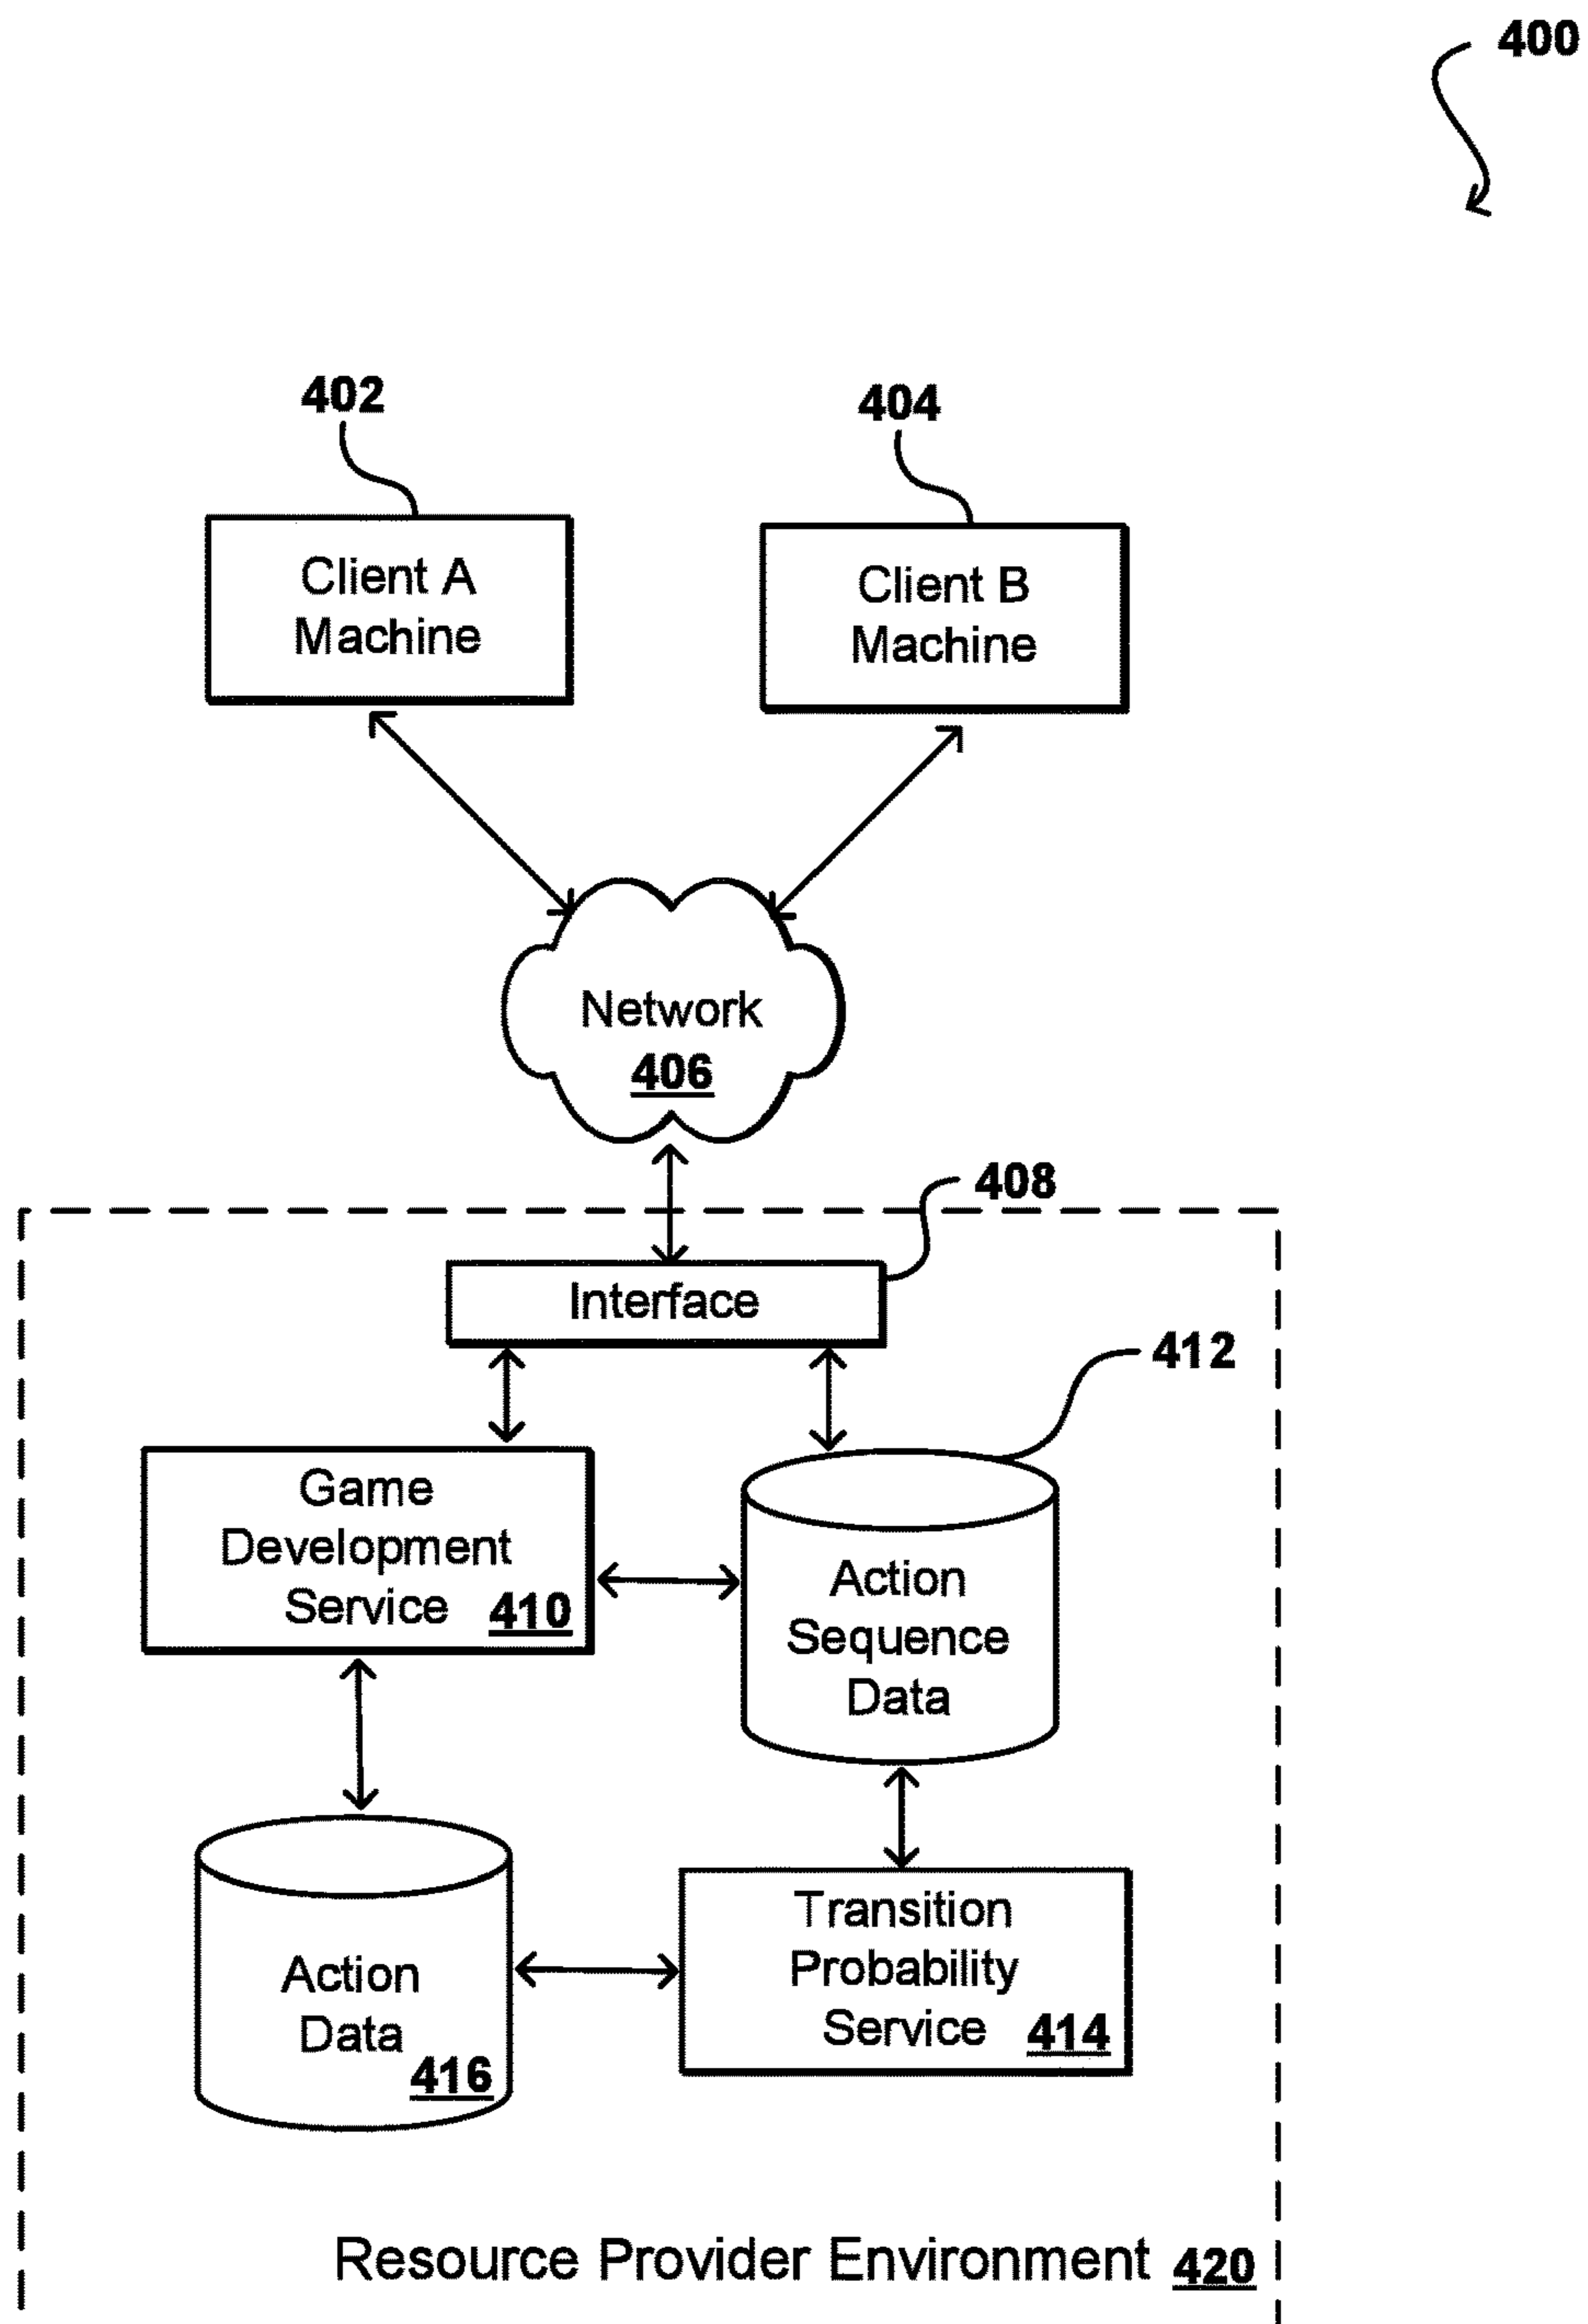 400
402
404
Client A
Machine
Client B
Machine
Network
406
408
Interface
412
Game
Development
Service 410
Action
Sequence
Data
Action
Data
416
Transition
Probability
Service 414
Resource Provider Environment 420